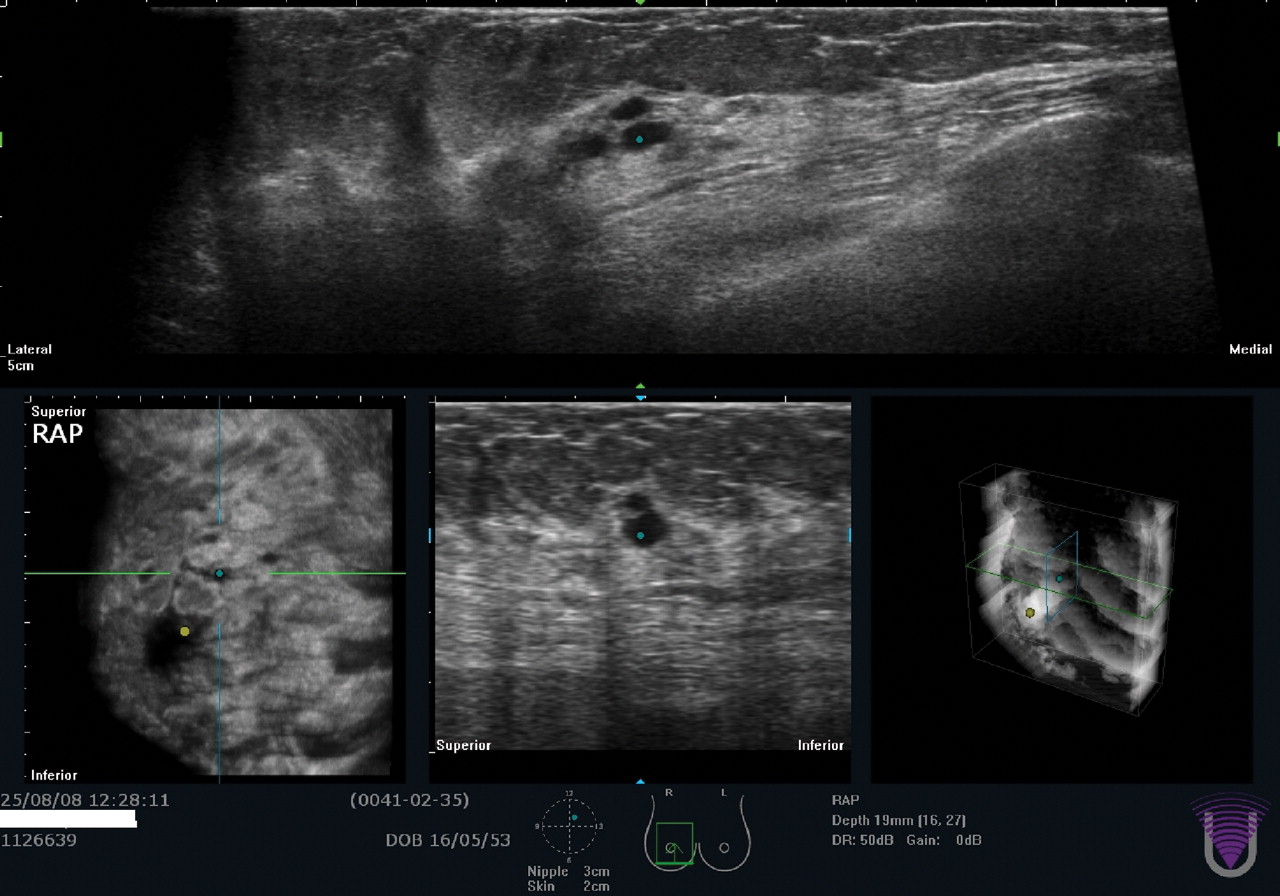 Lateral
5cm
Medial
Superior
RAP
Inferior
Superior
Inferior
25/08/08 12:28:11
(0041-02-35)
1126639
DOB 16/05/53
12
9
3
6
Nipple 3cm
Skin 2cm
R
L
RAP
Depth 19mm [16, 27]
DR: 50dB Gain: 0dB